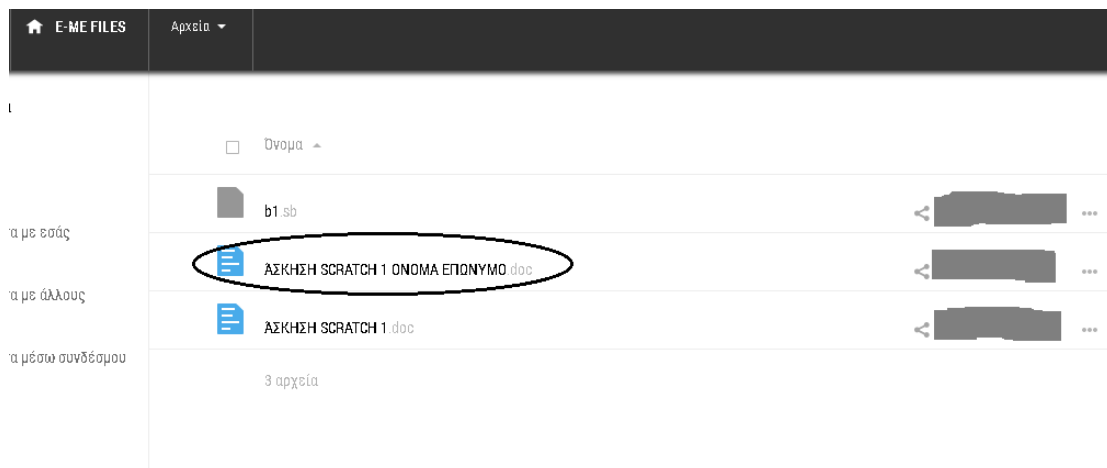 E-ME FILES Αρχεία
α
Όνομα
b1.sb
α με εσάς
ΆΣΚΗΣΗ SCRATCH 1 ΟΝΟΜΑ ΕΠΩΝΥΜΟ.doc
α με άλλους
ΆΣΚΗΣΗ SCRATCH 1.doc
α μέσω συνδέσμου
3 αρχεία